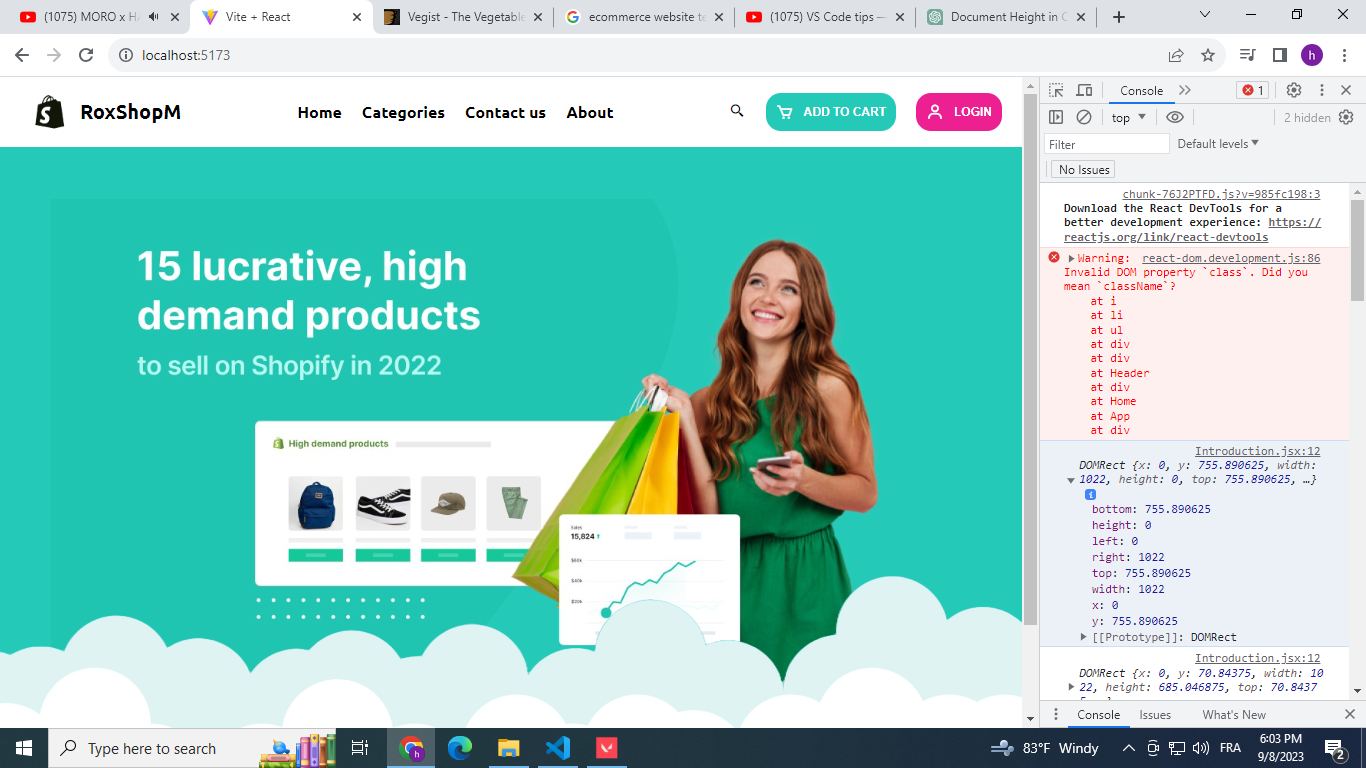 (1075) MORO x Ha
Vite + React
Vegist - The Vegetable
ecommerce website te
(1075) VS Code tips —
Document Height in C
localhost:5173
h
RoxShopM
Home
Categories
Contact us
About
ADD TO CART
LOGIN
15 lucrative, high
demand products
to sell on Shopify in 2022
High demand products
Sales
15,824
$60k
$40k
$20k
Console
1
top
2 hidden
Filter
Default levels
No Issues
chunk-76J2PTFD.js?v=985fc198:3
Download the React DevTools for a
better development experience: https://
reactjs.org/link/react-devtools
Warning: react-dom.development.js:86
Invalid DOM property `class`. Did you
mean `className`?
at i
at li
at ul
at div
at div
at Header
at div
at Home
at App
at div
Introduction.jsx:12
DOMRect {x: 0, y: 755.890625, width:
1022, height: 0, top: 755.890625, …}
bottom: 755.890625
height: 0
left: 0
right: 1022
top: 755.890625
width: 1022
x: 0
y: 755.890625
[[Prototype]]: DOMRect
Introduction.jsx:12
DOMRect {x: 0, y: 70.84375, width: 10
22, height: 685.046875, top: 70.8437
Console
Issues
What's New
Type here to search
h
83°F Windy
FRA
6:03 PM
9/8/2023
2